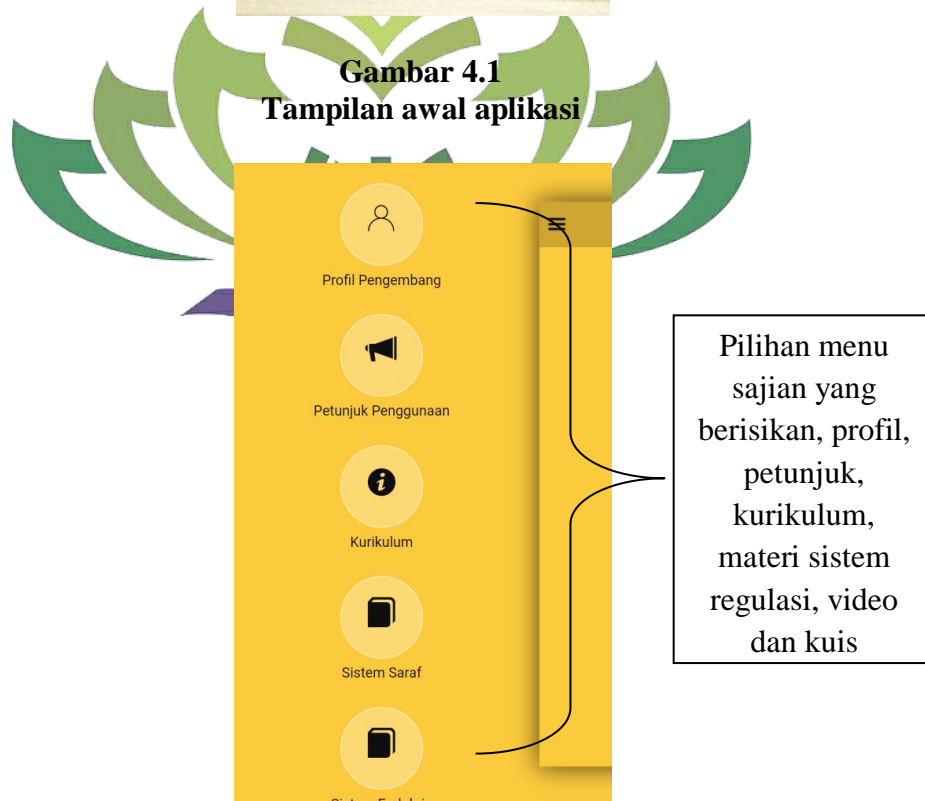 Gambar 4.1
Tampilan awal aplikasi
Profil Pengembang
Petunjuk Penggunaan
Kurikulum
Sistem Saraf
Pilihan menu
sajian yang
berisikan, profil,
petunjuk,
kurikulum,
materi sistem
regulasi, video
dan kuis